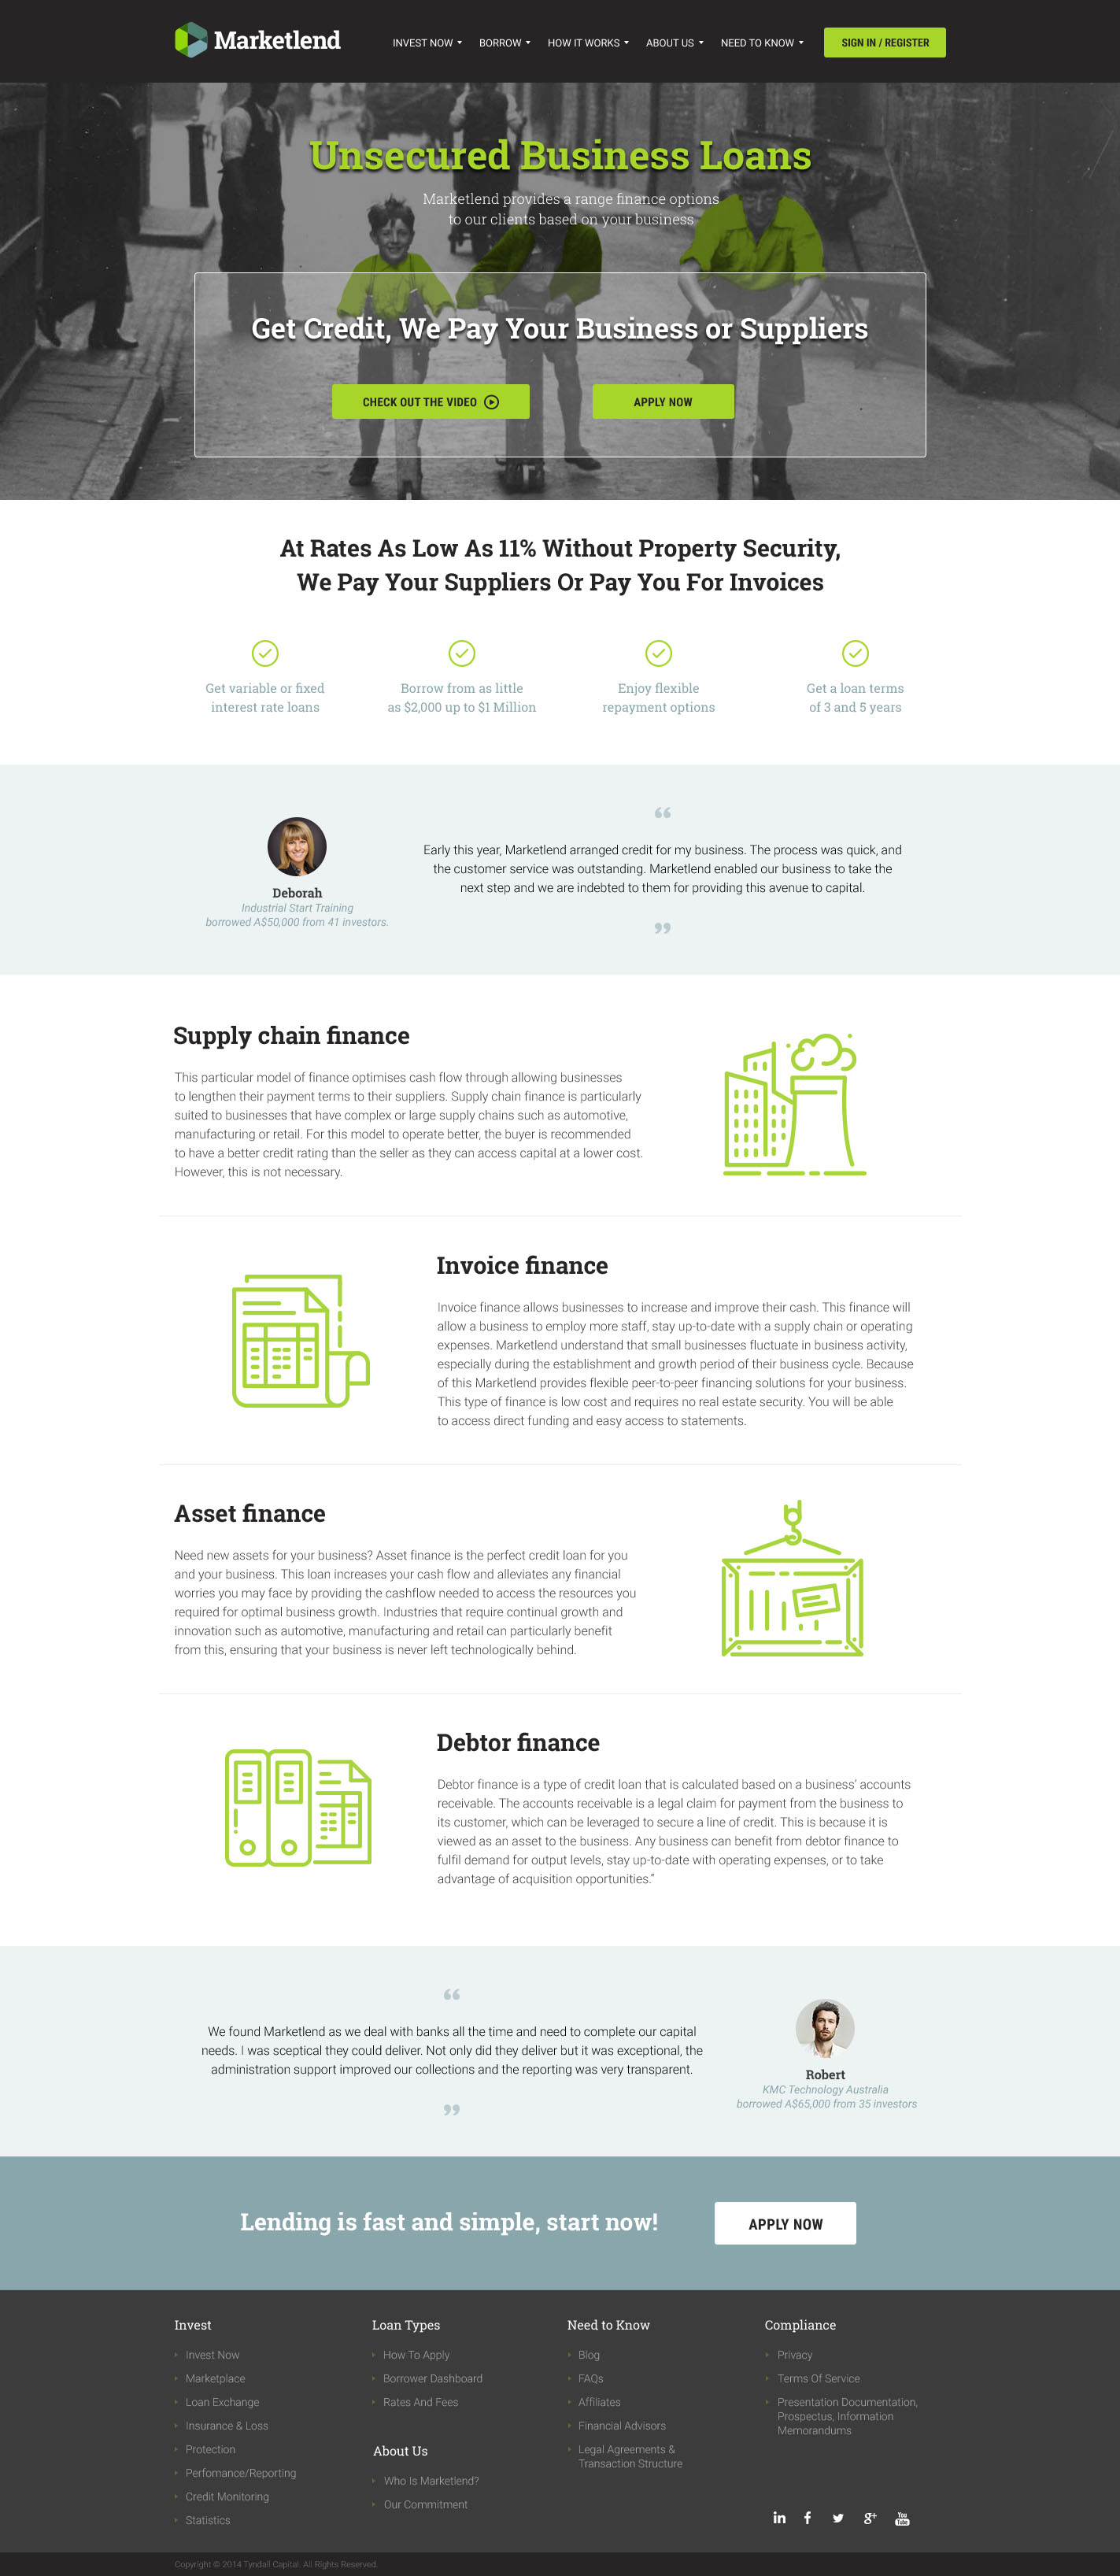 Marketlend
INVEST NOW
BORROW
HOW IT WORKS
ABOUT US
NEED TO KNOW
SIGN IN / REGISTER
Unsecured Business Loans
Marketlend provides a range finance options
to our clients based on your business
Get Credit, We Pay Your Business or Suppliers
CHECK OUT THE VIDEO
APPLY NOW
At Rates As Low As 11% Without Property Security,
We Pay Your Suppliers Or Pay You For Invoices
Get variable or fixed
interest rate loans
Borrow from as little
as $2,000 up to $1 Million
Enjoy flexible
repayment options
Get a loan terms
of 3 and 5 years
“
Early this year, Marketlend arranged credit for my business. The process was quick, and
the customer service was outstanding. Marketlend enabled our business to take the
next step and we are indebted to them for providing this avenue to capital.
”
Deborah
Industrial Start Training
borrowed A$50,000 from 41 investors.
Supply chain finance
This particular model of finance optimises cash flow through allowing businesses
to lengthen their payment terms to their suppliers. Supply chain finance is particularly
suited to businesses that have complex or large supply chains such as automotive,
manufacturing or retail. For this model to operate better, the buyer is recommended
to have a better credit rating than the seller as they can access capital at a lower cost.
However, this is not necessary.
Invoice finance
Invoice finance allows businesses to increase and improve their cash. This finance will
allow a business to employ more staff, stay up-to-date with a supply chain or operating
expenses. Marketlend understand that small businesses fluctuate in business activity,
especially during the establishment and growth period of their business cycle. Because
of this Marketlend provides flexible peer-to-peer financing solutions for your business.
This type of finance is low cost and requires no real estate security. You will be able
to access direct funding and easy access to statements.
Asset finance
Need new assets for your business? Asset finance is the perfect credit loan for you
and your business. This loan increases your cash flow and alleviates any financial
worries you may face by providing the cashflow needed to access the resources you
required for optimal business growth. Industries that require continual growth and
innovation such as automotive, manufacturing and retail can particularly benefit
from this, ensuring that your business is never left technologically behind.
Debtor finance
Debtor finance is a type of credit loan that is calculated based on a business’ accounts
receivable. The accounts receivable is a legal claim for payment from the business to
its customer, which can be leveraged to secure a line of credit. This is because it is
viewed as an asset to the business. Any business can benefit from debtor finance to
fulfil demand for output levels, stay up-to-date with operating expenses, or to take
advantage of acquisition opportunities.”
“
We found Marketlend as we deal with banks all the time and need to complete our capital
needs. I was sceptical they could deliver. Not only did they deliver but it was exceptional, the
administration support improved our collections and the reporting was very transparent.
”
Robert
KMC Technology Australia
borrowed A$65,000 from 35 investors
Lending is fast and simple, start now!
APPLY NOW
Invest
Invest Now
Marketplace
Loan Exchange
Insurance & Loss
Protection
Perfomance/Reporting
Credit Monitoring
Statistics
Loan Types
How To Apply
Borrower Dashboard
Rates And Fees
About Us
Who Is Marketlend?
Our Commitment
Need to Know
Blog
FAQs
Affiliates
Financial Advisors
Legal Agreements &
Transaction Structure
Compliance
Privacy
Terms Of Service
Presentation Documentation,
Prospectus, Information
Memorandums
in
f
g+
You
Tube
Copyright © 2014 Tyndall Capital. All Rights Reserved.